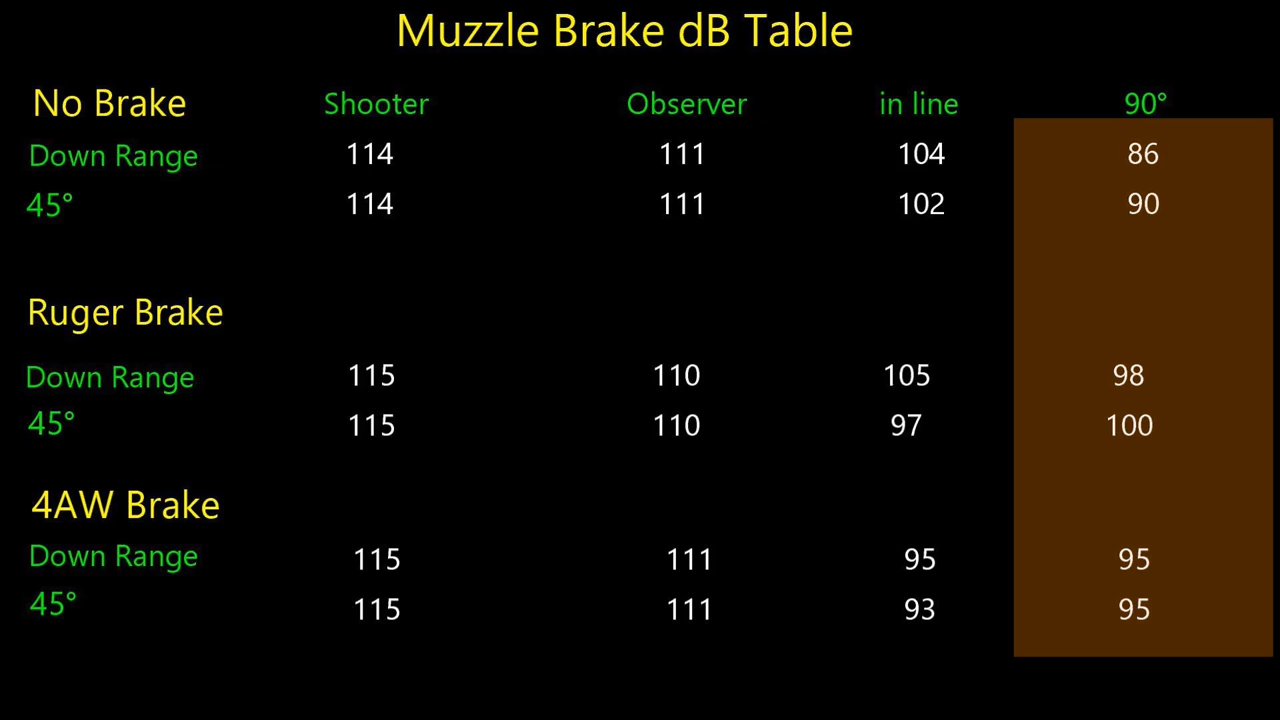 Muzzle Brake dB Table
No Brake Shooter Observer in line 90°
Down Range 114 111 104 86
45° 114 111 102 90
Ruger Brake
Down Range 115 110 105 98
45° 115 110 97 100
4AW Brake
Down Range 115 111 95 95
45° 115 111 93 95